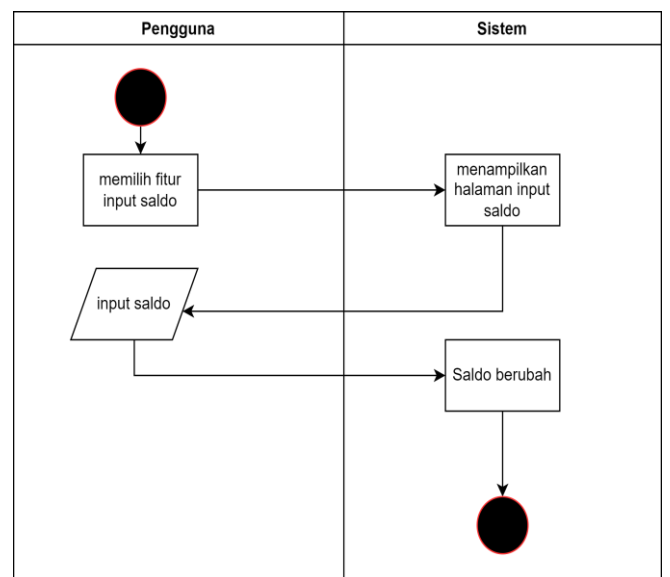 Pengguna
Sistem
memilih fitur
input saldo
menampilkan
halaman input
saldo
input saldo
Saldo berubah